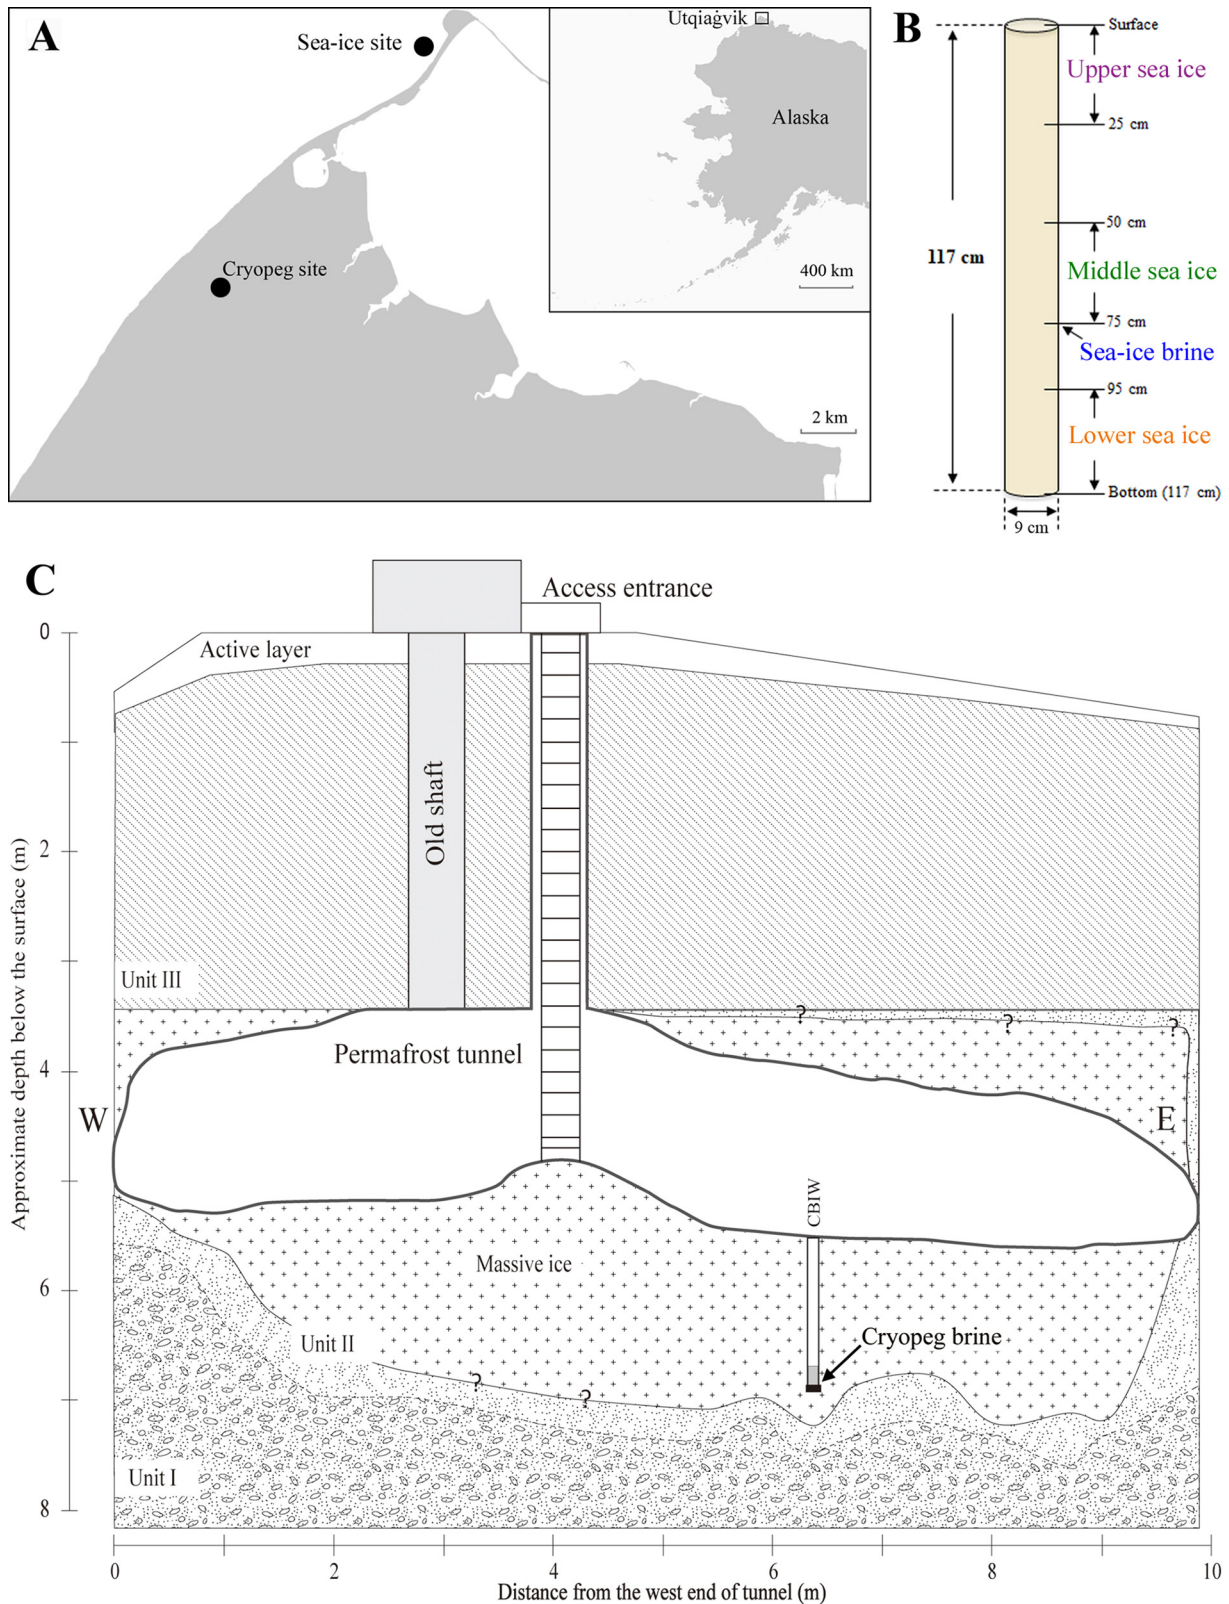 A
Sea-ice site
Cryopeg site
2 km
Utqiaġvik
Alaska
400 km
B
Surface
Upper sea ice
25 cm
50 cm
117 cm
Middle sea ice
75 cm
Sea-ice brine
95 cm
Lower sea ice
Bottom (117 cm)
9 cm
C
Access entrance
0
Active layer
Old shaft
2
Approximate depth below the surface (m)
Unit III
? ? ?
Permafrost tunnel
4
W
E
CBIW
Massive ice
6
Unit II
Cryopeg brine
? ?
Unit I
8
0 2 4 6 8 10
Distance from the west end of tunnel (m)